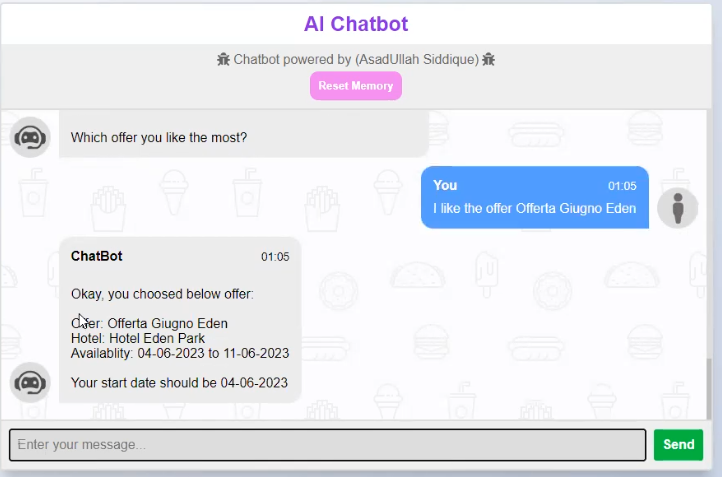 AI Chatbot
Chatbot powered by (AsadUllah Siddique)
Reset Memory
Which offer you like the most?
You 01:05
I like the offer Offerta Giugno Eden
ChatBot 01:05
Okay, you choosed below offer:
Offer: Offerta Giugno Eden
Hotel: Hotel Eden Park
Availablity: 04-06-2023 to 11-06-2023
Your start date should be 04-06-2023
Enter your message...
Send